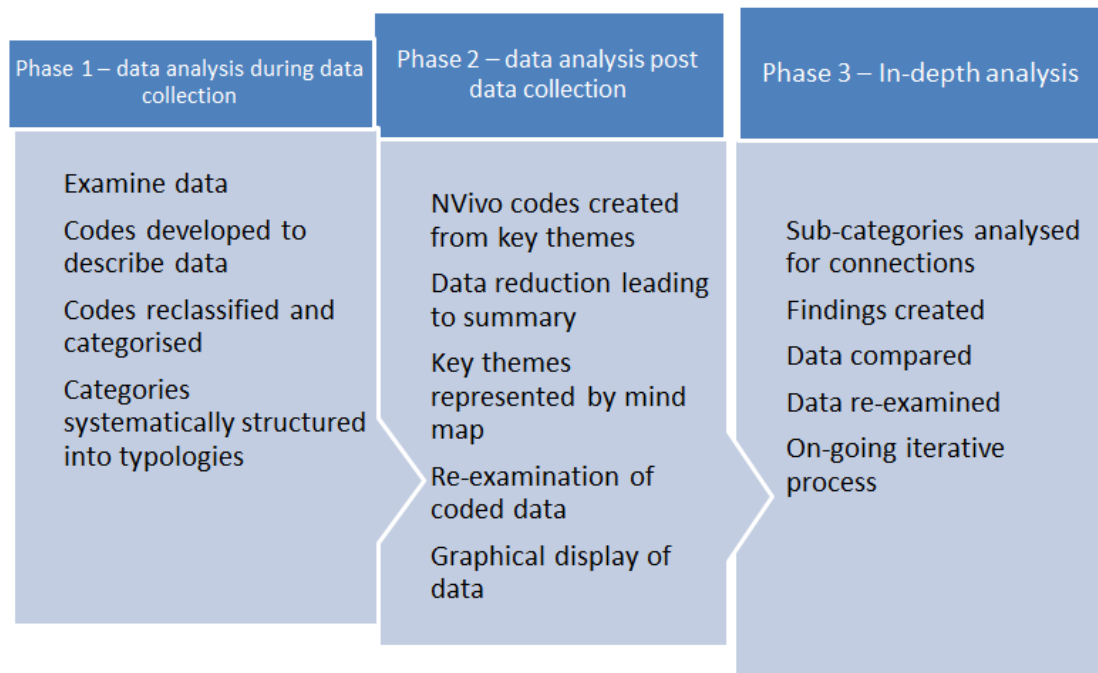 Phase 1 – data analysis during data
collection
Examine data
Codes developed to
describe data
Codes reclassified and
categorised
Categories
systematically structured
into typologies
Phase 2 – data analysis post
data collection
NVivo codes created
from key themes
Data reduction leading
to summary
Key themes
represented by mind
map
Re-examination of
coded data
Graphical display of
data
Phase 3 – In-depth analysis
Sub-categories analysed
for connections
Findings created
Data compared
Data re-examined
On-going iterative
process